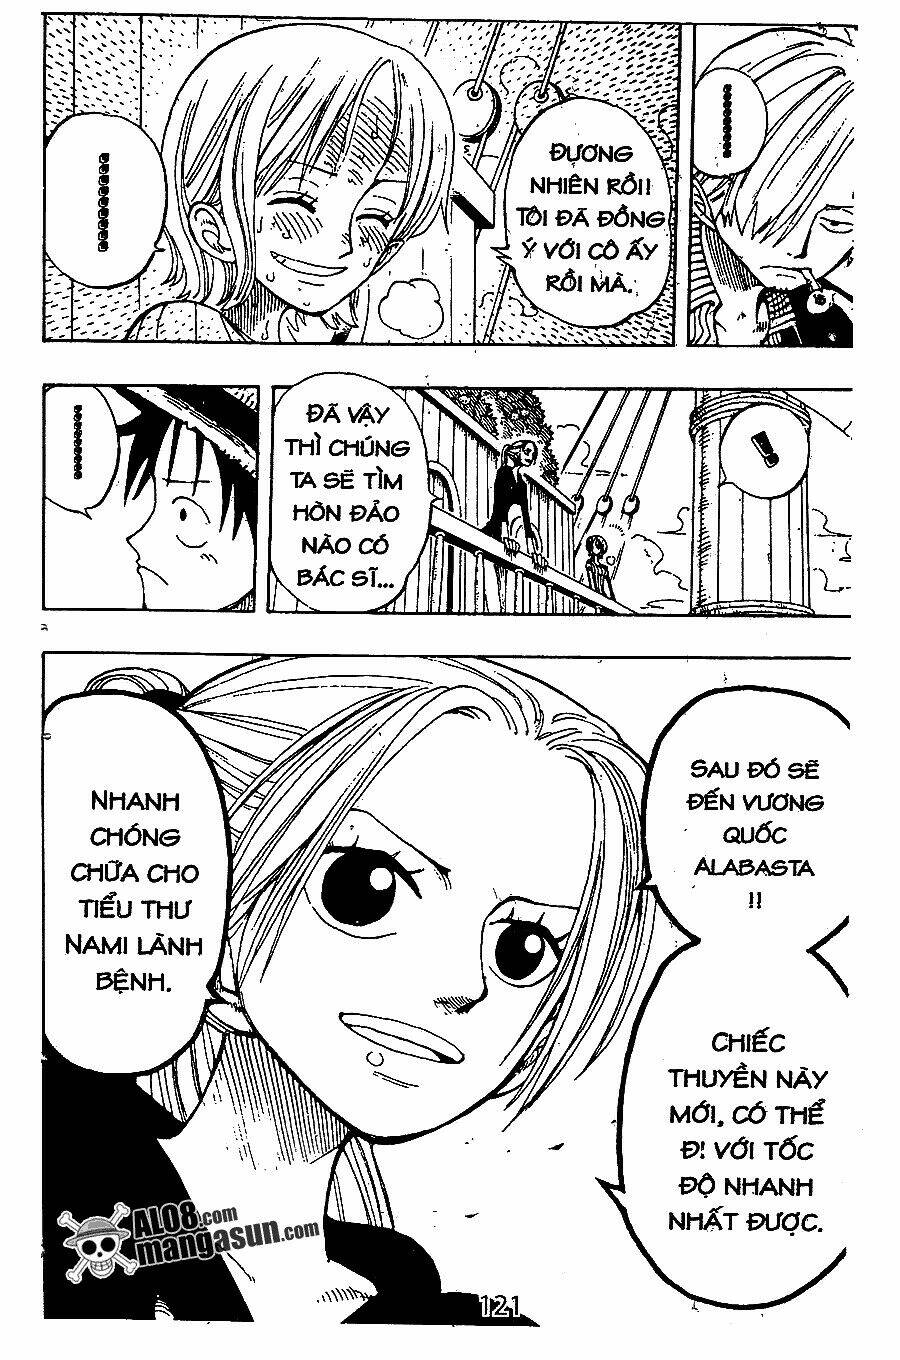 ..........
ĐƯƠNG
NHIÊN RỒI!
TÔI ĐÃ ĐỒNG
Ý VỚI CÔ ẤY
RỒI MÀ.
..........
!
ĐÃ VẬY
THÌ CHÚNG
TA SẼ TÌM
HÒN ĐẢO
NÀO CÓ
BÁC SĨ...
........
SAU ĐÓ SẼ
ĐẾN VƯƠNG
QUỐC
ALABASTA
!!
CHIẾC
THUYỀN NÀY
MỚI, CÓ THỂ
ĐI VỚI TỐC
ĐỘ NHANH
NHẤT ĐƯỢC.
NHANH
CHÓNG
CHỮA CHO
TIỂU THƯ
NAMI LÀNH
BỆNH.
AL08.com
mangasun.com
121